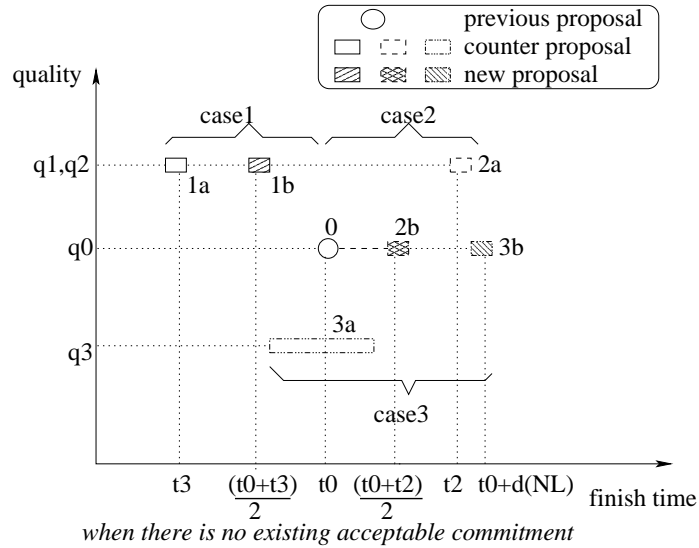 previous proposal
counter proposal
new proposal
quality
case1 case2
q1,q2
1a 1b 2a
0 2b
q0 3b
3a
q3
case3
t3 (t0+t3)/2 t0 (t0+t2)/2 t2 t0+d(NL)
finish time
when there is no existing acceptable commitment